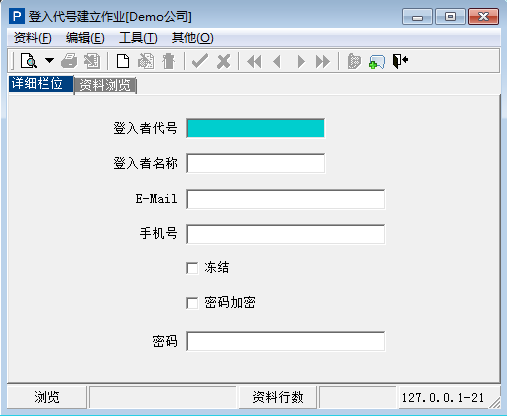 登入代号建立作业[Demo公司]
资料(F) 编辑(E) 工具(T) 其他(O)
详细栏位 资料浏览
登入者代号
登入者名称
E-Mail
手机号
冻结
密码加密
密码
浏览 资料行数 127.0.0.1-21